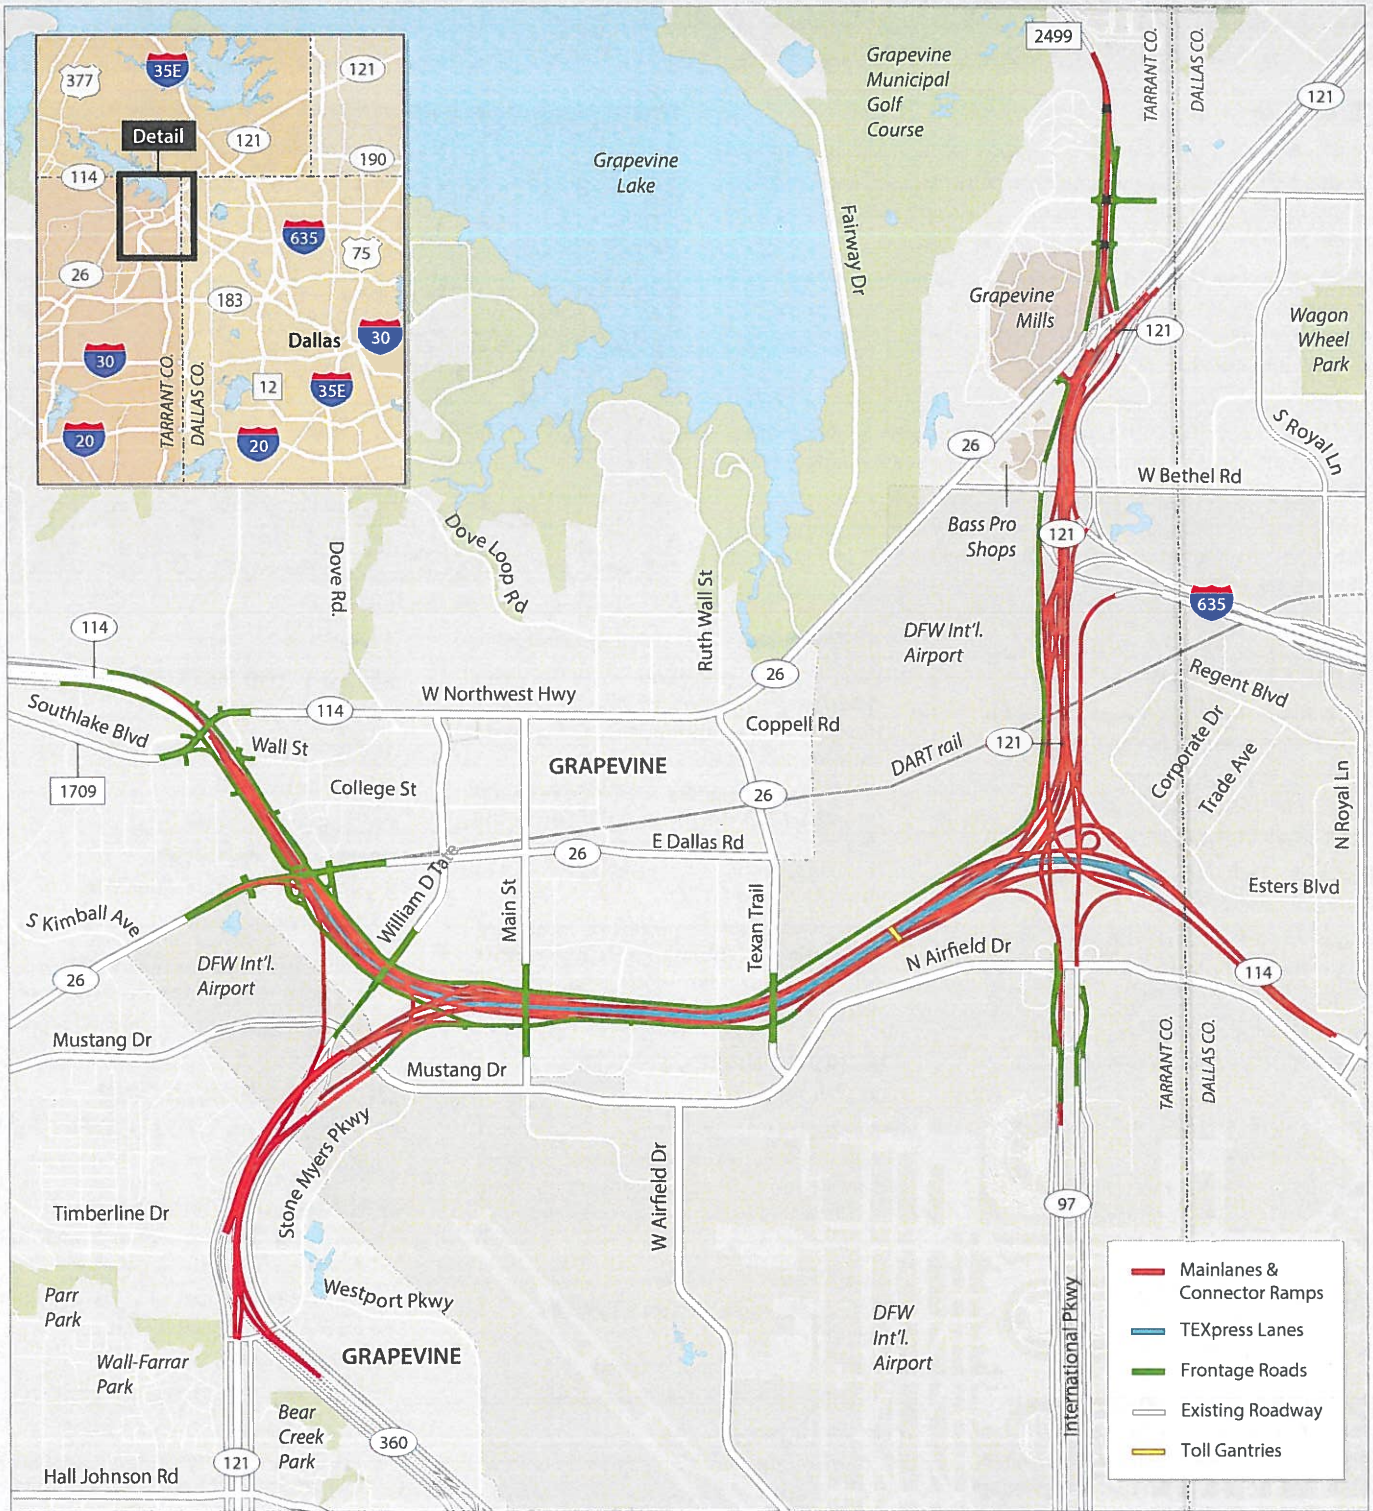 377
35E
121
Detail
121
190
114
635
75
26
183
Dallas
30
30
12
35E
TARRANT CO.
DALLAS CO.
20
20
2499
Grapevine
Municipal
Golf
Course
TARRANT CO.
DALLAS CO.
121
Grapevine
Lake
Fairway Dr
Grapevine
Mills
121
Wagon
Wheel
Park
S Royal Ln
26
W Bethel Rd
Bass Pro
Shops
121
Dove Loop Rd
Dove Rd.
Ruth Wall St
635
DFW Int'l.
Airport
114
26
Regent Blvd
W Northwest Hwy
114
Southlake Blvd
Wall St
Coppell Rd
121
DART rail
Corporate Dr
Trade Ave
GRAPEVINE
1709
College St
26
N Royal Ln
26
E Dallas Rd
William D Tate
Main St
Texan Trail
Esters Blvd
S Kimball Ave
N Airfield Dr
DFW Int'l.
Airport
26
114
Mustang Dr
Mustang Dr
TARRANT CO.
DALLAS CO.
Stone Myers Pkwy
W Airfield Dr
Timberline Dr
97
Westport Pkwy
Parr
Park
DFW
Int'l.
Airport
International Pkwy
GRAPEVINE
Wall-Farrar
Park
Bear
Creek
Park
360
121
Hall Johnson Rd
Mainlanes &
Connector Ramps
TEXpress Lanes
Frontage Roads
Existing Roadway
Toll Gantries